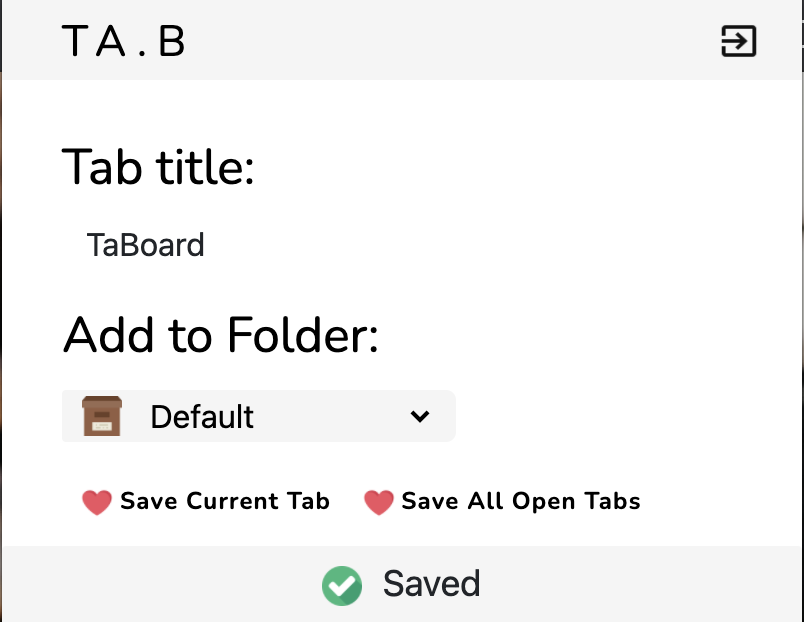 TA.B
Tab title:
TaBoard
Add to Folder:
Default
Save Current Tab Save All Open Tabs
Saved